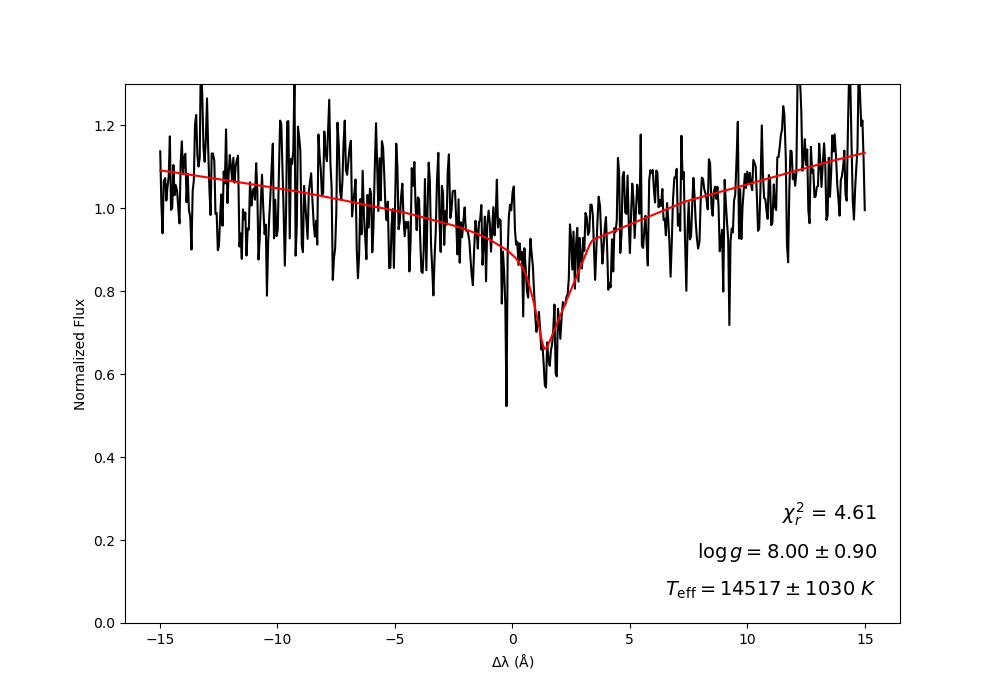 1.2
1.0
0.8
0.6
0.4
0.2
0.0
Normalized Flux
χ²ᵣ = 4.61
log g = 8.00 ± 0.90
T_eff = 14517 ± 1030 K
−15 −10 −5 0 5 10 15
Δλ (Å)